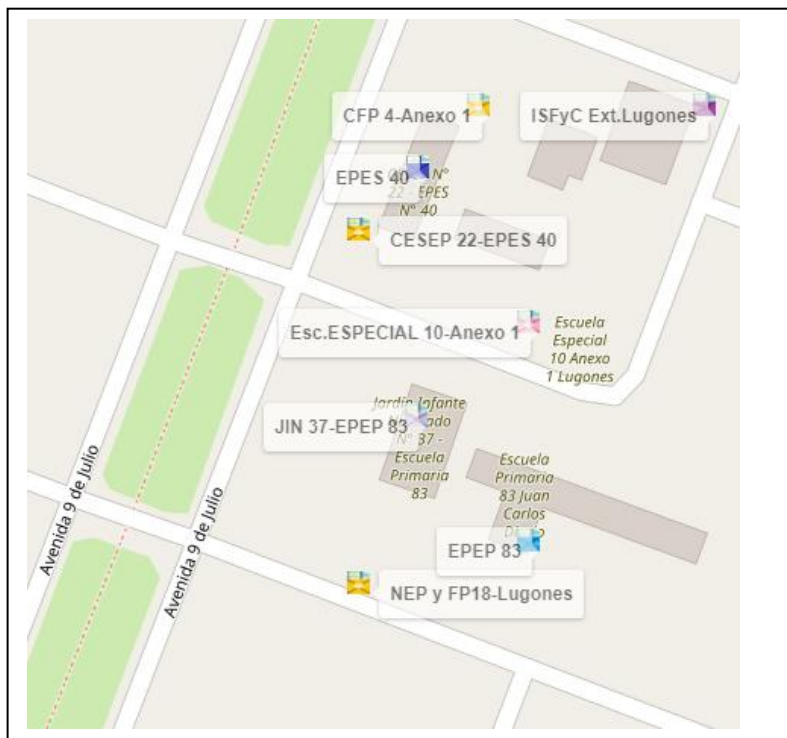 CFP 4-Anexo 1
ISFyC Ext.Lugones
EPES 40
N°
22 - EPES
N° 40
CESEP 22-EPES 40
Esc.ESPECIAL 10-Anexo 1
Escuela
Especial
10 Anexo
1 Lugones
Jardín Infante
N° 37 -
Escuela
Primaria
83
JIN 37-EPEP 83
Escuela
Primaria
83 Juan
Carlos
EPEP 83
NEP y FP18-Lugones
Avenida 9 de Julio
Avenida 9 de Julio